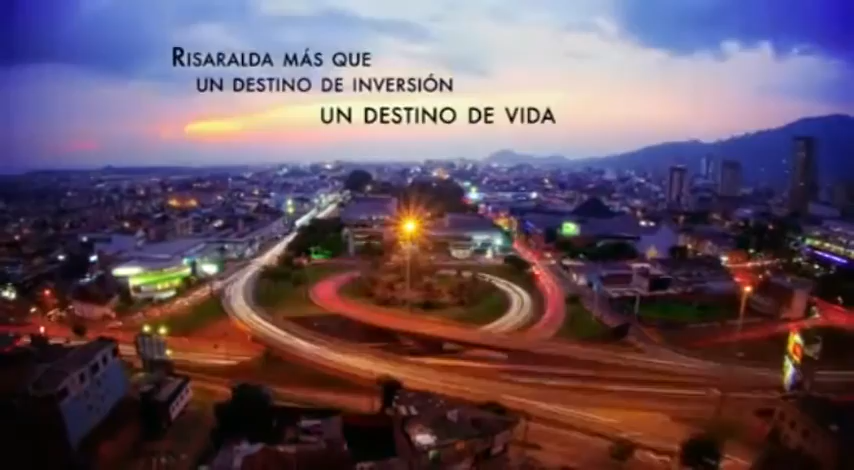 Risaralda más que
un destino de inversión
un destino de vida